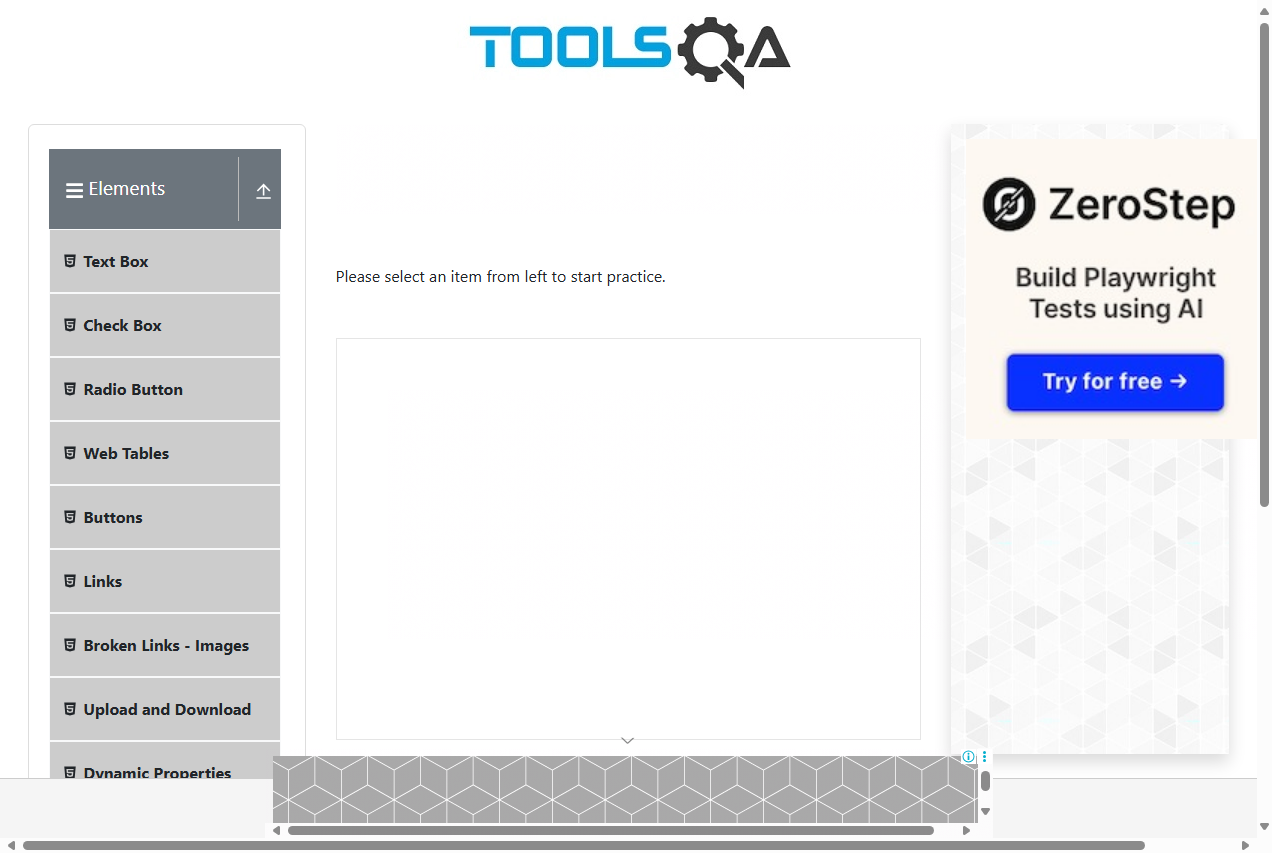 TOOLSQA
Elements
Text Box
Check Box
Radio Button
Web Tables
Buttons
Links
Broken Links - Images
Upload and Download
Dynamic Properties
Please select an item from left to start practice.
ZeroStep
Build Playwright
Tests using AI
Try for free →